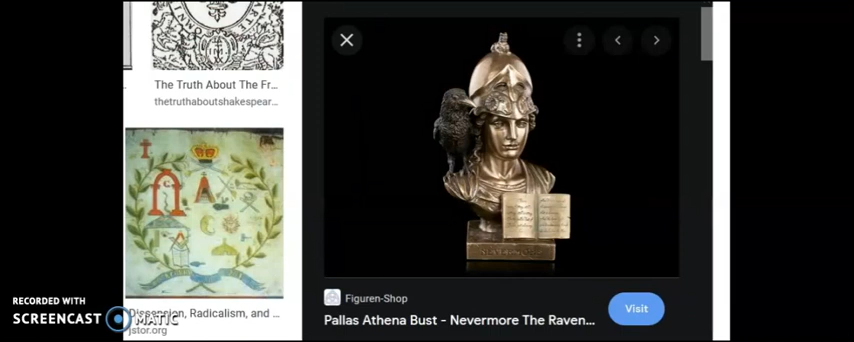 The Truth About The Fr...
thetruthaboutshakespear...
Dissension, Radicalism, and ...
jstor.org
Figuren-Shop
Pallas Athena Bust - Nevermore The Raven...
Visit
NEVERMORE
RECORDED WITH
SCREENCAST MATIC